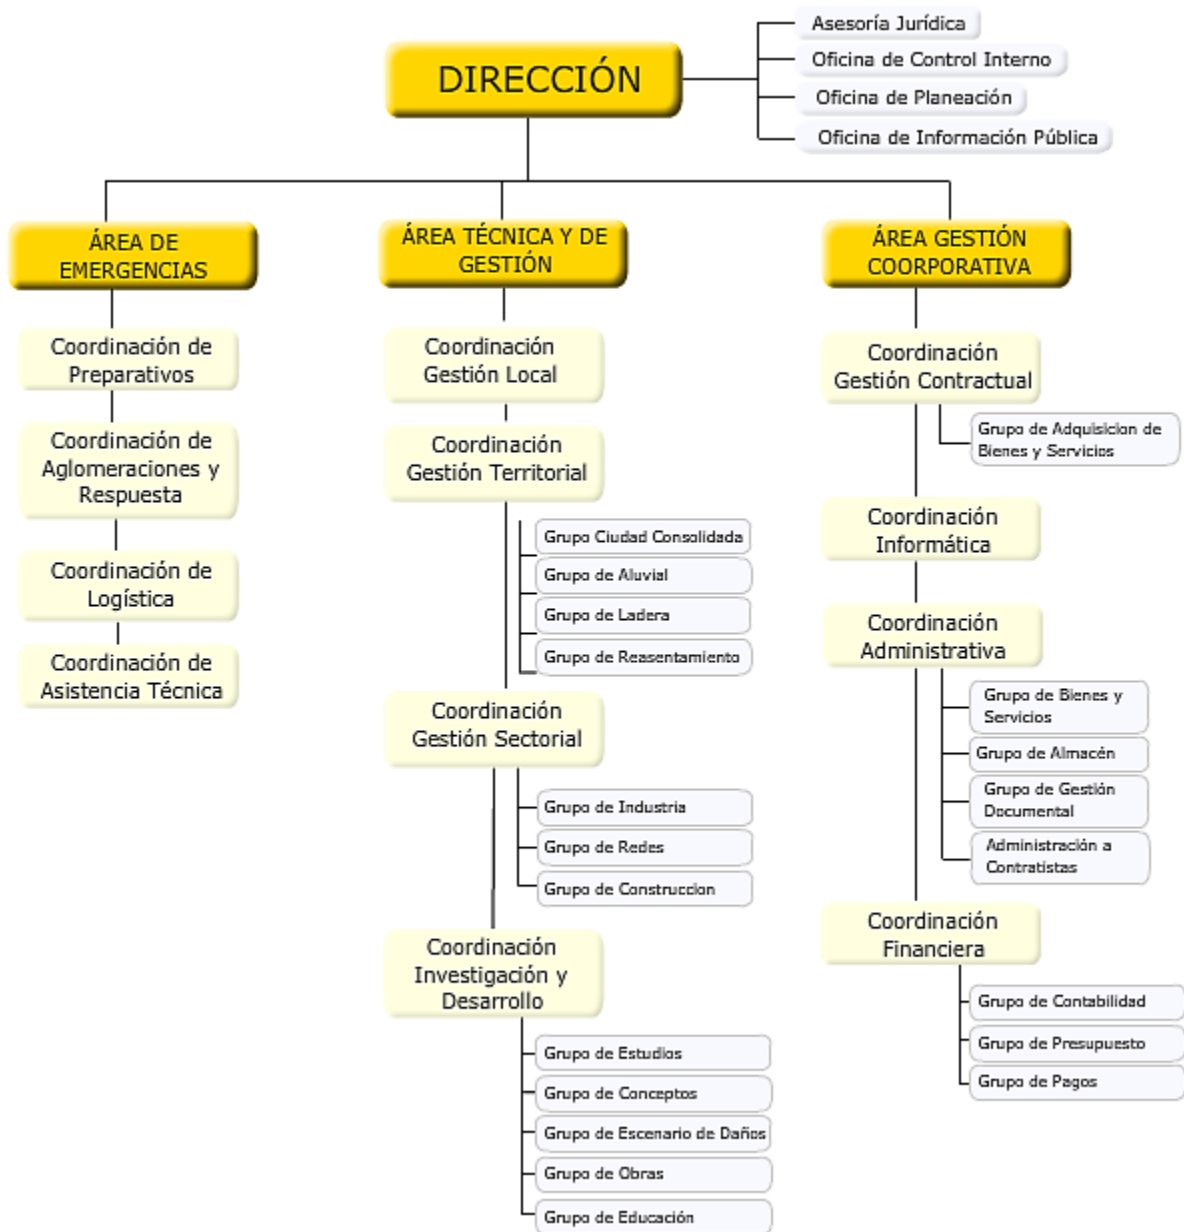 DIRECCIÓN
Asesoría Jurídica
Oficina de Control Interno
Oficina de Planeación
Oficina de Información Pública
ÁREA DE
EMERGENCIAS
Coordinación de
Preparativos
Coordinación de
Aglomeraciones y
Respuesta
Coordinación de
Logística
Coordinación de
Asistencia Técnica
ÁREA TÉCNICA Y DE
GESTIÓN
Coordinación
Gestión Local
Coordinación
Gestión Territorial
Grupo Ciudad Consolidada
Grupo de Aluvial
Grupo de Ladera
Grupo de Reasentamiento
Coordinación
Gestión Sectorial
Grupo de Industria
Grupo de Redes
Grupo de Construccion
Coordinación
Investigación y
Desarrollo
Grupo de Estudios
Grupo de Conceptos
Grupo de Escenario de Daños
Grupo de Obras
Grupo de Educación
ÁREA GESTIÓN
COORPORATIVA
Coordinación
Gestión Contractual
Grupo de Adquisicion de
Bienes y Servicios
Coordinación
Informática
Coordinación
Administrativa
Grupo de Bienes y
Servicios
Grupo de Almacén
Grupo de Gestión
Documental
Administración a
Contratistas
Coordinación
Financiera
Grupo de Contabilidad
Grupo de Presupuesto
Grupo de Pagos